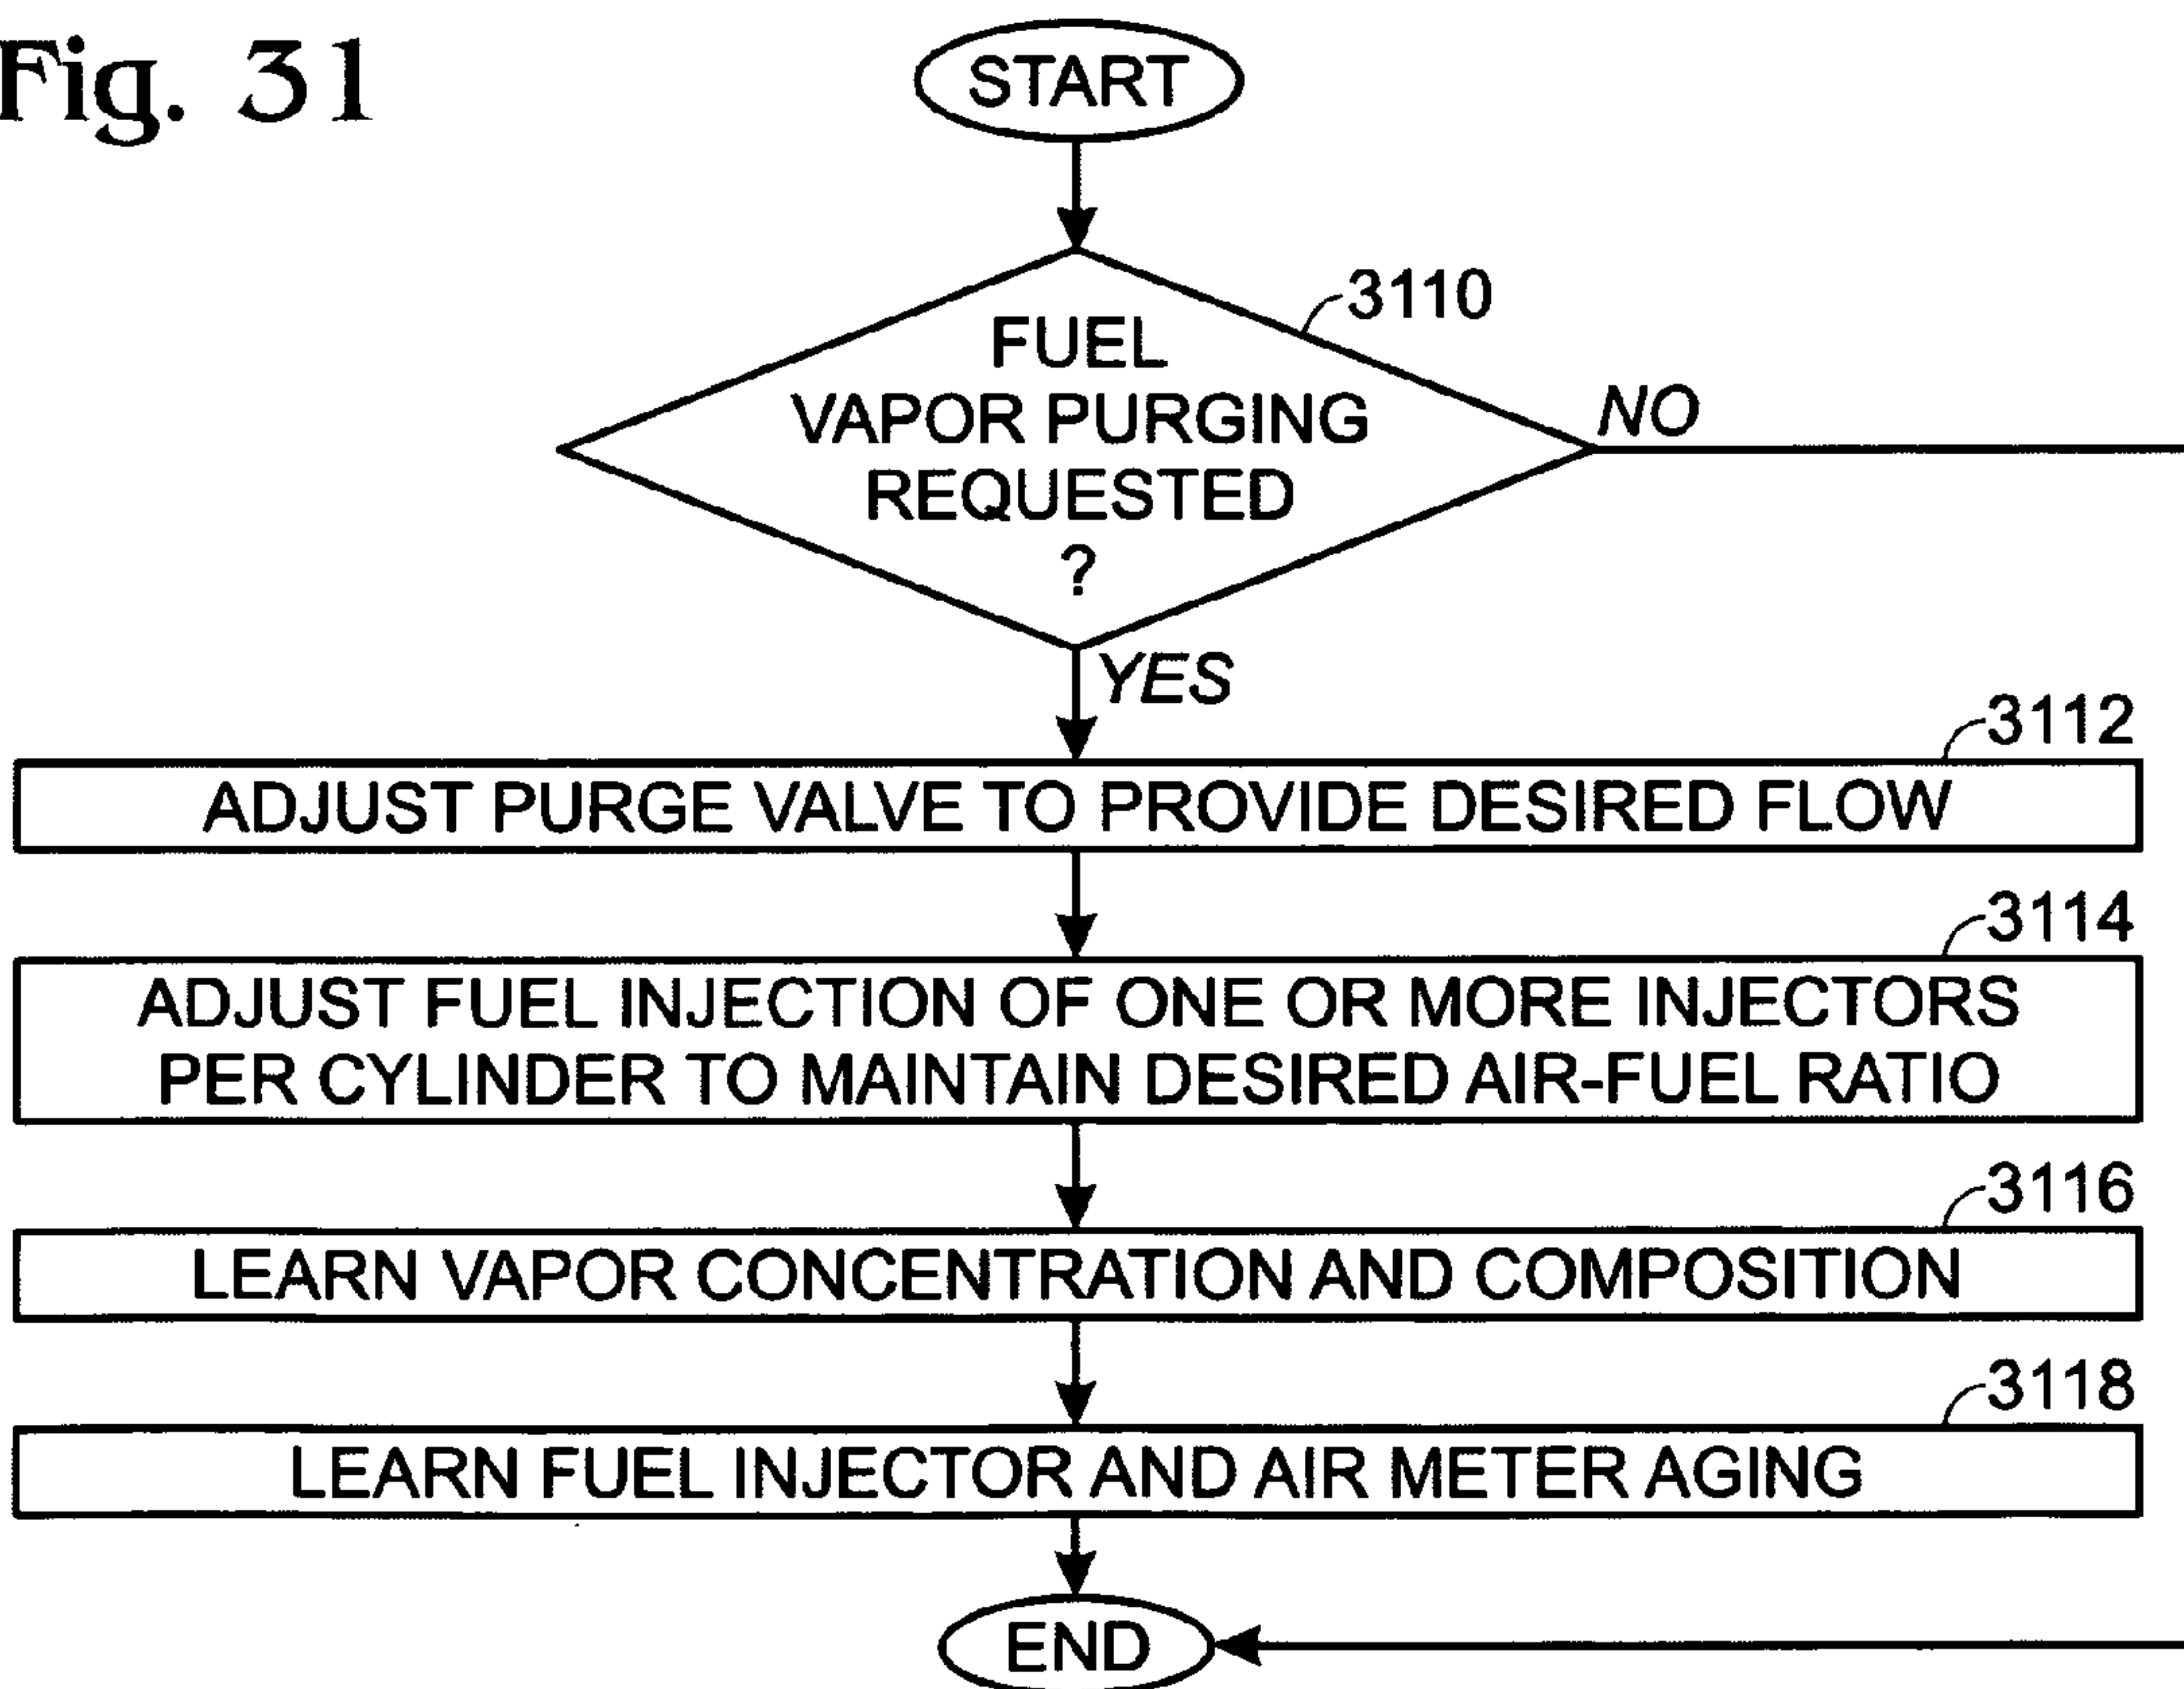 Fig. 31
START
3110
FUEL
VAPOR PURGING
REQUESTED
?
NO
YES
3112
ADJUST PURGE VALVE TO PROVIDE DESIRED FLOW
3114
ADJUST FUEL INJECTION OF ONE OR MORE INJECTORS
PER CYLINDER TO MAINTAIN DESIRED AIR-FUEL RATIO
3116
LEARN VAPOR CONCENTRATION AND COMPOSITION
3118
LEARN FUEL INJECTOR AND AIR METER AGING
END